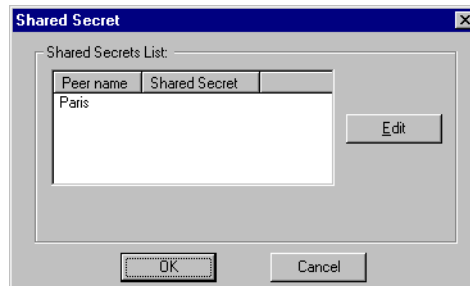 Shared Secret
Shared Secrets List:
Peer name Shared Secret
Paris
Edit
OK Cancel